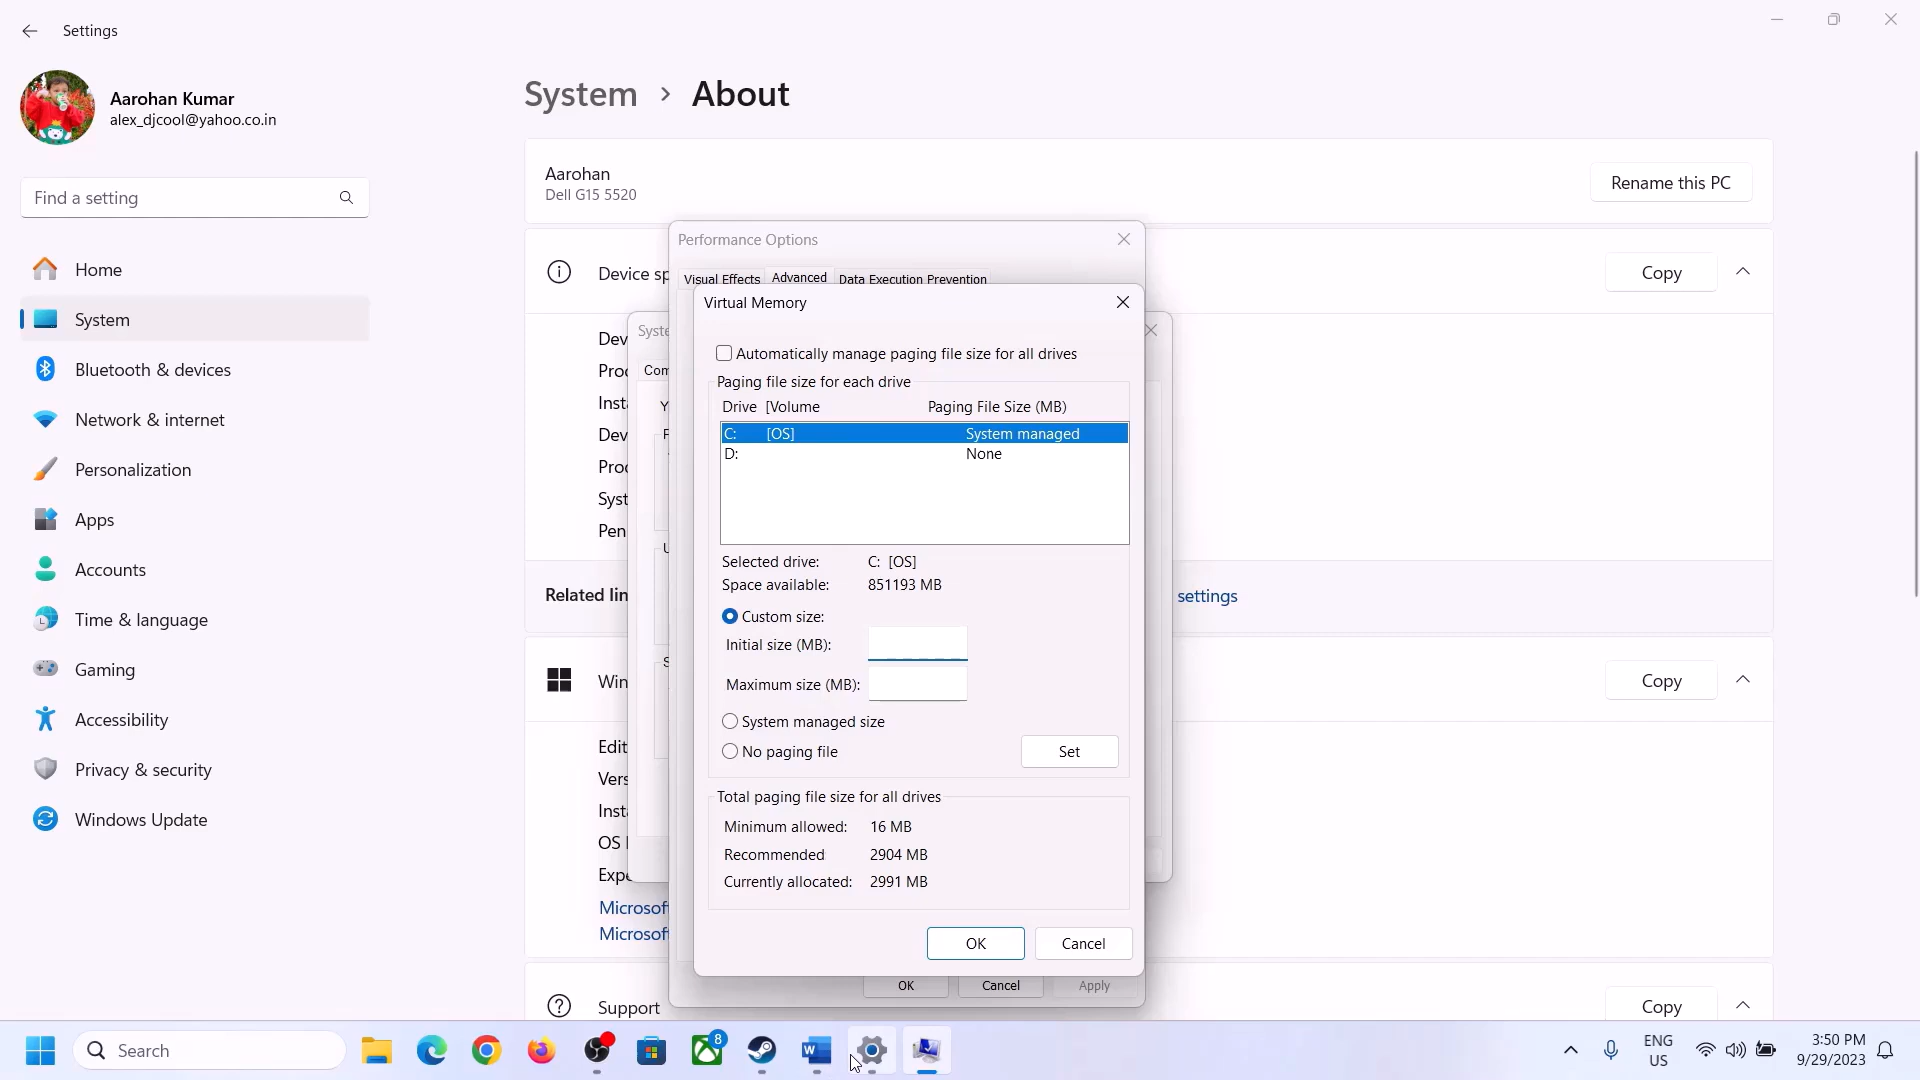 Settings
Aarohan Kumar
alex_djcool@yahoo.co.in
Find a setting
Home
System
Bluetooth & devices
Network & internet
Personalization
Apps
Accounts
Time & language
Gaming
Accessibility
Privacy & security
Windows Update
System > About
Aarohan
Dell G15 5520
Rename this PC
Device sp
Copy
Dev
Proc
Insta
Dev
Proc
Syst
Pen
Related lin
settings
Win
Copy
Edit
Vers
Insta
OS
Expe
Microsof
Microsof
Support
Copy
Syste
Com
Performance Options
Visual Effects
Advanced
Data Execution Prevention
Virtual Memory
Automatically manage paging file size for all drives
Paging file size for each drive
Drive [Volume Paging File Size (MB)
C: [OS] System managed
D: None
Selected drive: C: [OS]
Space available: 851193 MB
Custom size:
Initial size (MB):
Maximum size (MB):
System managed size
No paging file
Set
Total paging file size for all drives
Minimum allowed: 16 MB
Recommended 2904 MB
Currently allocated: 2991 MB
OK Cancel
OK Cancel Apply
Search
8
W
ENG
US
3:50 PM
9/29/2023